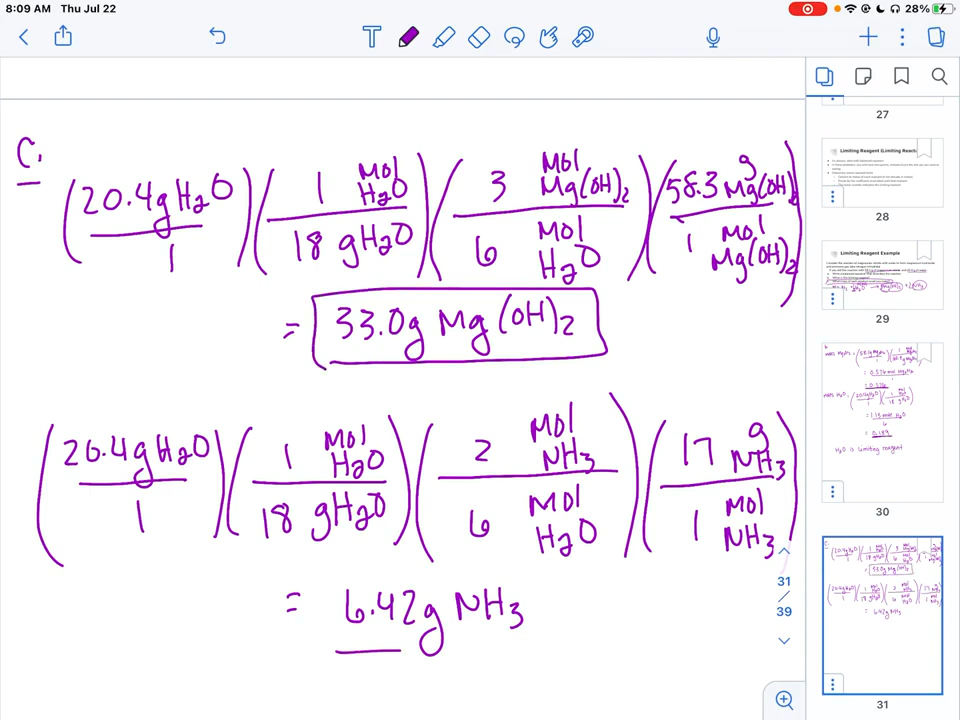 8:09 AM Thu Jul 22
28%
C.
(20.4g H₂O / 1) (1 Mol H₂O / 18 g H₂O) (3 Mol Mg(OH)₂ / 6 Mol H₂O) (58.3 g Mg(OH)₂ / 1 Mol Mg(OH)₂)
= 33.0g Mg(OH)₂
(20.4g H₂O / 1) (1 Mol H₂O / 18 g H₂O) (2 Mol NH₃ / 6 Mol H₂O) (17 g NH₃ / 1 Mol NH₃)
= 6.42g NH₃
31
/
39
27
28
Limiting Reagent Example
29
H₂O is limiting reagent
30
31